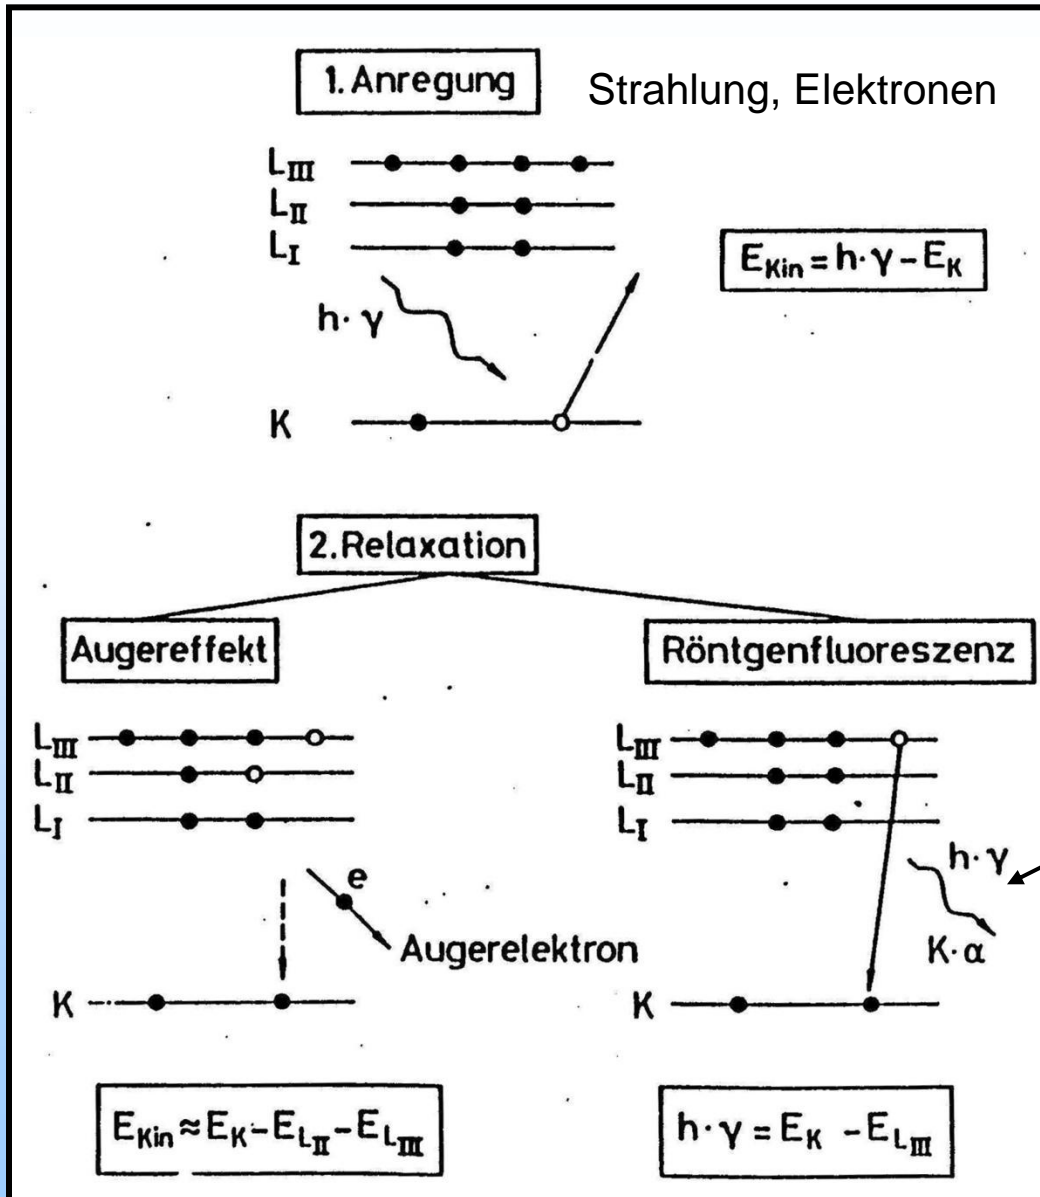 1. Anregung
Strahlung, Elektronen
L_III
L_II
L_I
E_Kin = h·γ − E_K
h·γ
K
2. Relaxation
Augereffekt
Röntgenfluoreszenz
L_III
L_II
L_I
e
Augerelektron
K
L_III
L_II
L_I
h·γ
K·α
K
E_Kin ≈ E_K − E_L_II − E_L_III
h·γ = E_K − E_L_III